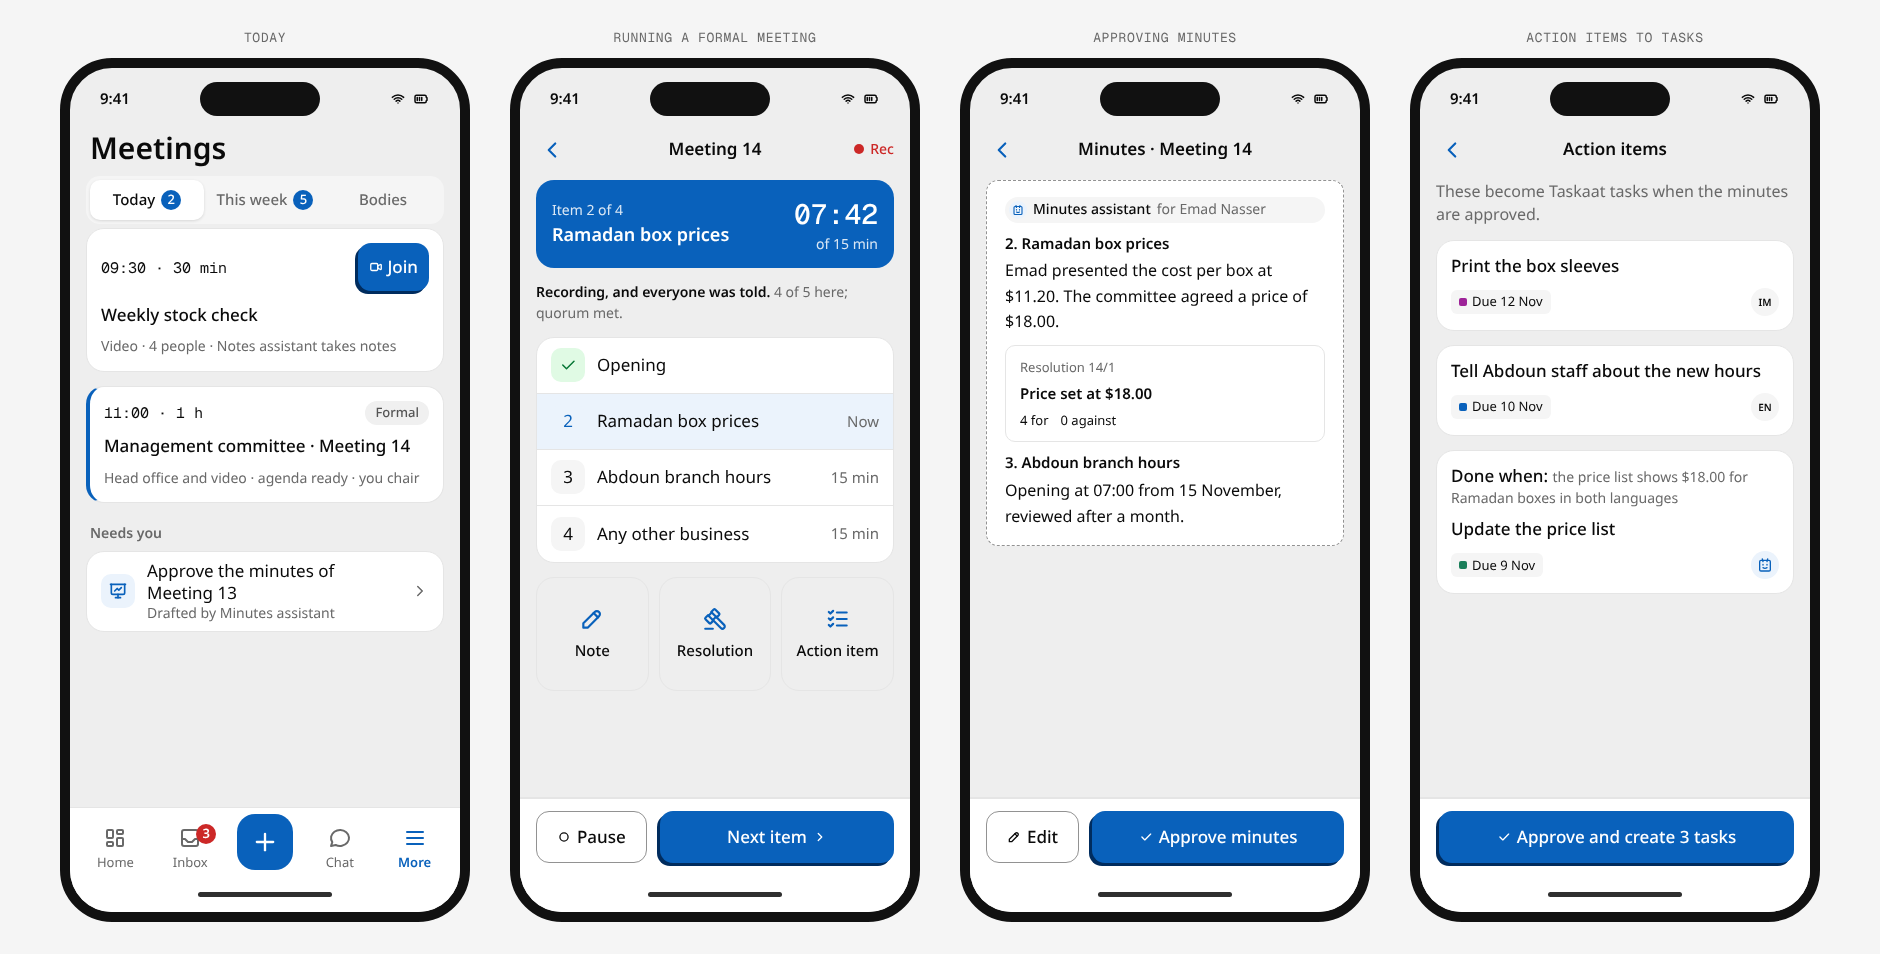 TODAY
9:41
Meetings
Today 2
This week 5
Bodies
09:30 · 30 min
Join
Weekly stock check
Video · 4 people · Notes assistant takes notes
11:00 · 1 h
Formal
Management committee · Meeting 14
Head office and video · agenda ready · you chair
Needs you
Approve the minutes of
Meeting 13
Drafted by Minutes assistant
Home
Inbox
3
Chat
More
RUNNING A FORMAL MEETING
9:41
Meeting 14
Rec
Item 2 of 4
Ramadan box prices
07:42
of 15 min
Recording, and everyone was told. 4 of 5 here;
quorum met.
Opening
2 Ramadan box prices Now
3 Abdoun branch hours 15 min
4 Any other business 15 min
Note
Resolution
Action item
Pause
Next item
APPROVING MINUTES
9:41
Minutes · Meeting 14
Minutes assistant for Emad Nasser
2. Ramadan box prices
Emad presented the cost per box at
$11.20. The committee agreed a price of
$18.00.
Resolution 14/1
Price set at $18.00
4 for 0 against
3. Abdoun branch hours
Opening at 07:00 from 15 November,
reviewed after a month.
Edit
Approve minutes
ACTION ITEMS TO TASKS
9:41
Action items
These become Taskaat tasks when the minutes
are approved.
Print the box sleeves
Due 12 Nov
IM
Tell Abdoun staff about the new hours
Due 10 Nov
EN
Done when: the price list shows $18.00 for
Ramadan boxes in both languages
Update the price list
Due 9 Nov
Approve and create 3 tasks